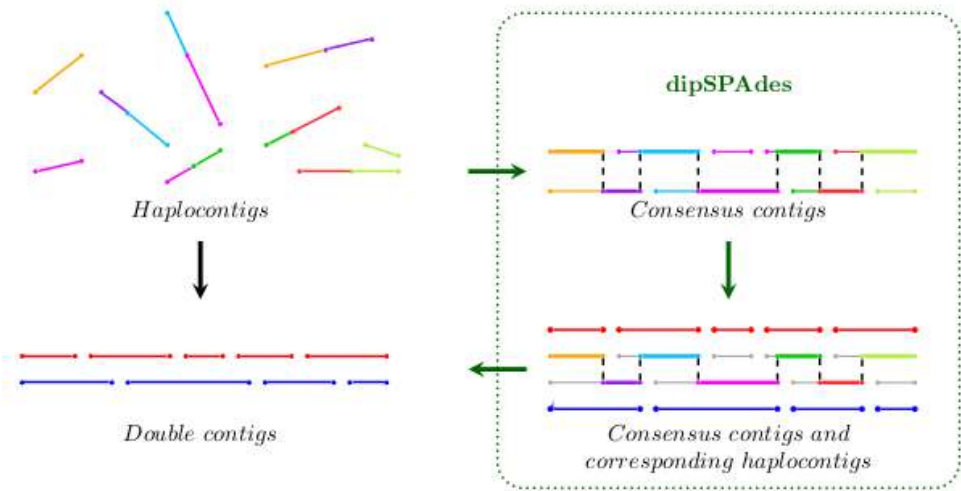 dipSPAdes
Haplocontigs
Consensus contigs
Double contigs
Consensus contigs and
corresponding haplocontigs